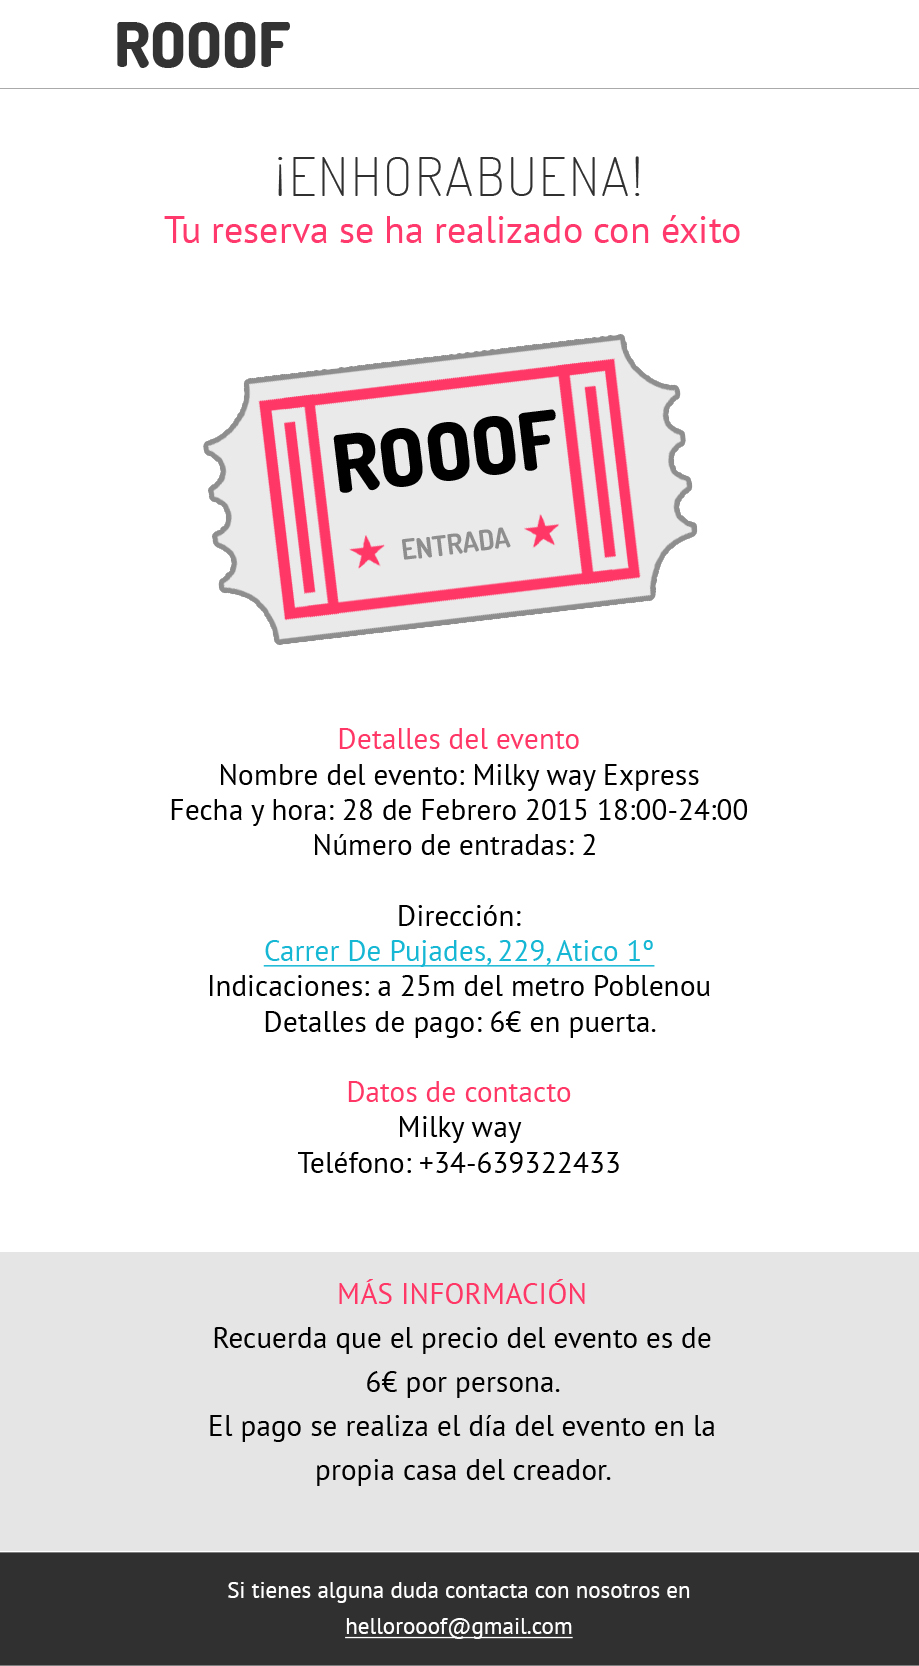 ROOOF
¡ENHORABUENA!
Tu reserva se ha realizado con éxito
ROOOF
ENTRADA
Detalles del evento
Nombre del evento: Milky way Express
Fecha y hora: 28 de Febrero 2015 18:00-24:00
Número de entradas: 2
Dirección:
Carrer De Pujades, 229, Atico 1º
Indicaciones: a 25m del metro Poblenou
Detalles de pago: 6€ en puerta.
Datos de contacto
Milky way
Teléfono: +34-639322433
MÁS INFORMACIÓN
Recuerda que el precio del evento es de
6€ por persona.
El pago se realiza el día del evento en la
propia casa del creador.
Si tienes alguna duda contacta con nosotros en
hellorooof@gmail.com